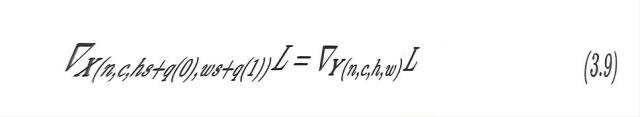 ∇X(n,c,hs+q(0),ws+q(1))L = ∇Y(n,c,h,w)L (3.9)